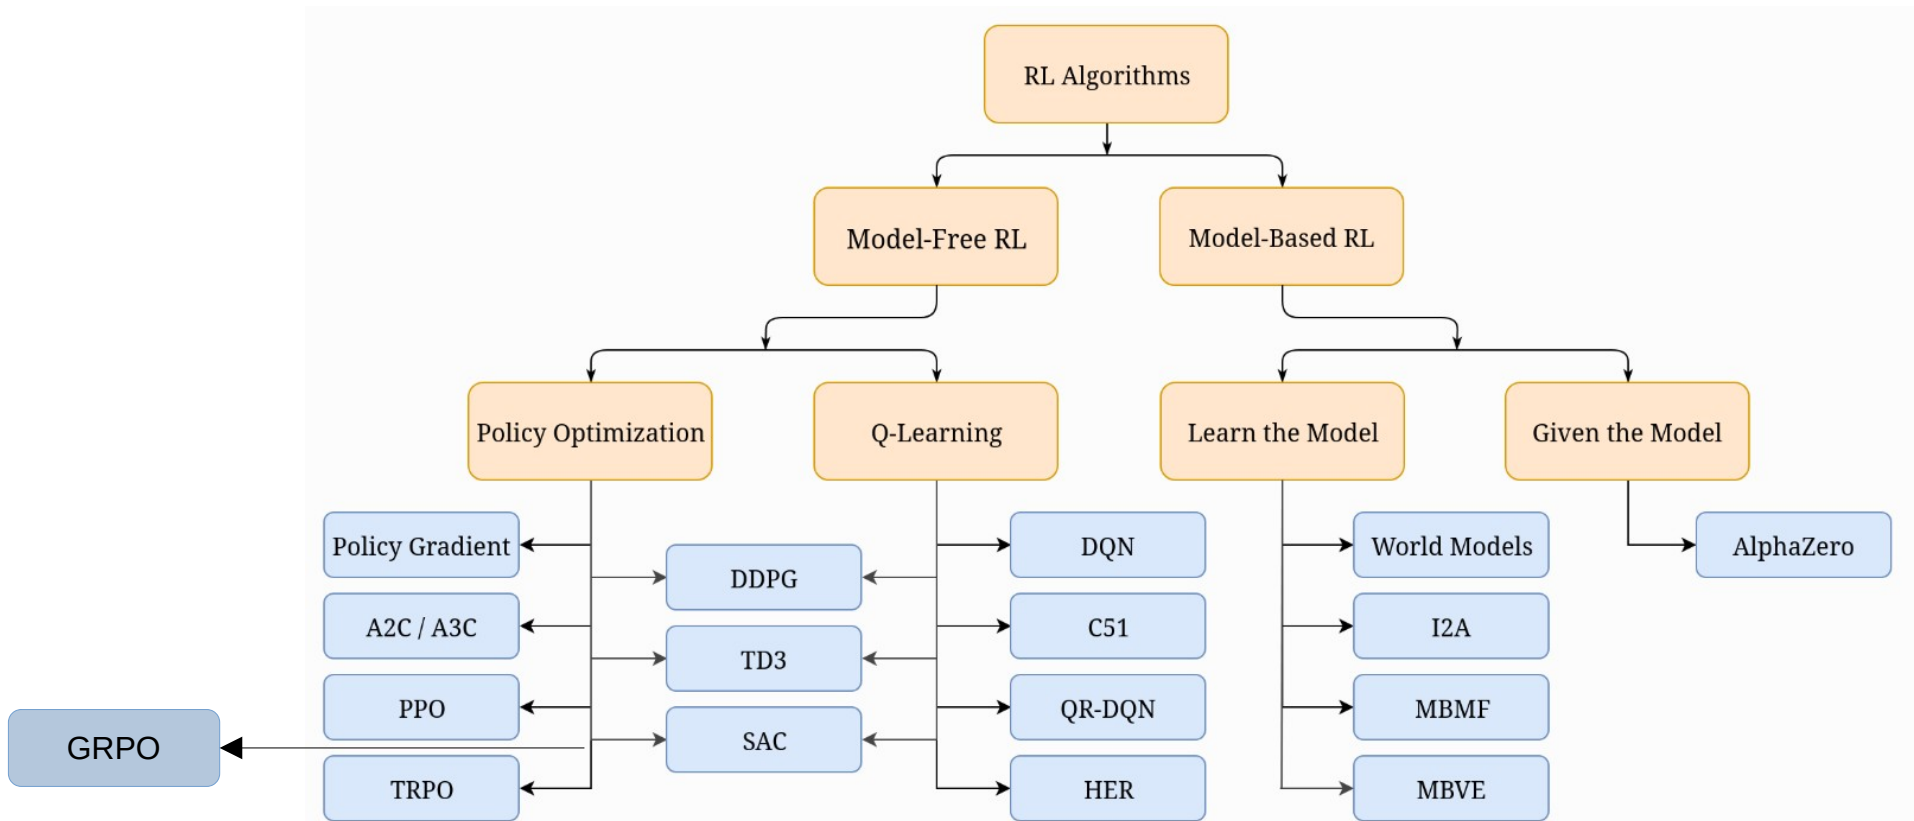 RL Algorithms
Model-Free RL
Model-Based RL
Policy Optimization
Q-Learning
Learn the Model
Given the Model
Policy Gradient
DDPG
DQN
World Models
AlphaZero
A2C / A3C
TD3
C51
I2A
PPO
SAC
QR-DQN
MBMF
GRPO
TRPO
HER
MBVE